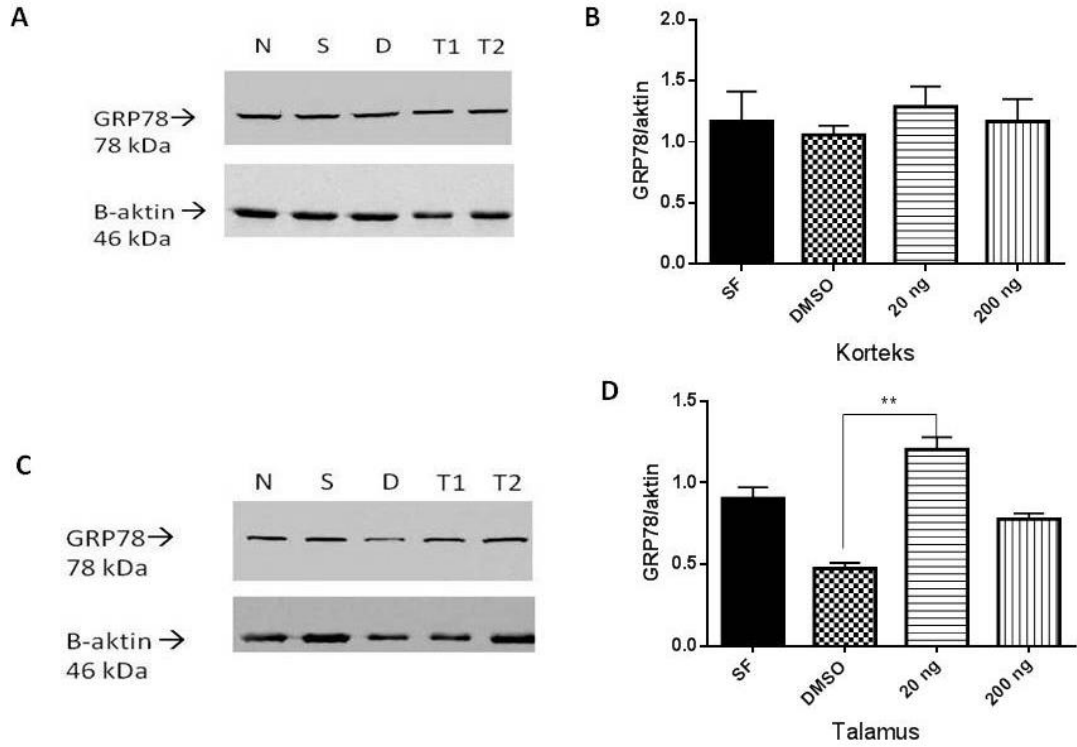 A
N S D T1 T2
GRP78→
78 kDa
B-aktin →
46 kDa
B
GRP78/aktin
2.0
1.5
1.0
0.5
0.0
SF DMSO 20 ng 200 ng
Korteks
C
N S D T1 T2
GRP78→
78 kDa
B-aktin →
46 kDa
D
GRP78/aktin
1.5
1.0
0.5
0.0
**
SF DMSO 20 ng 200 ng
Talamus